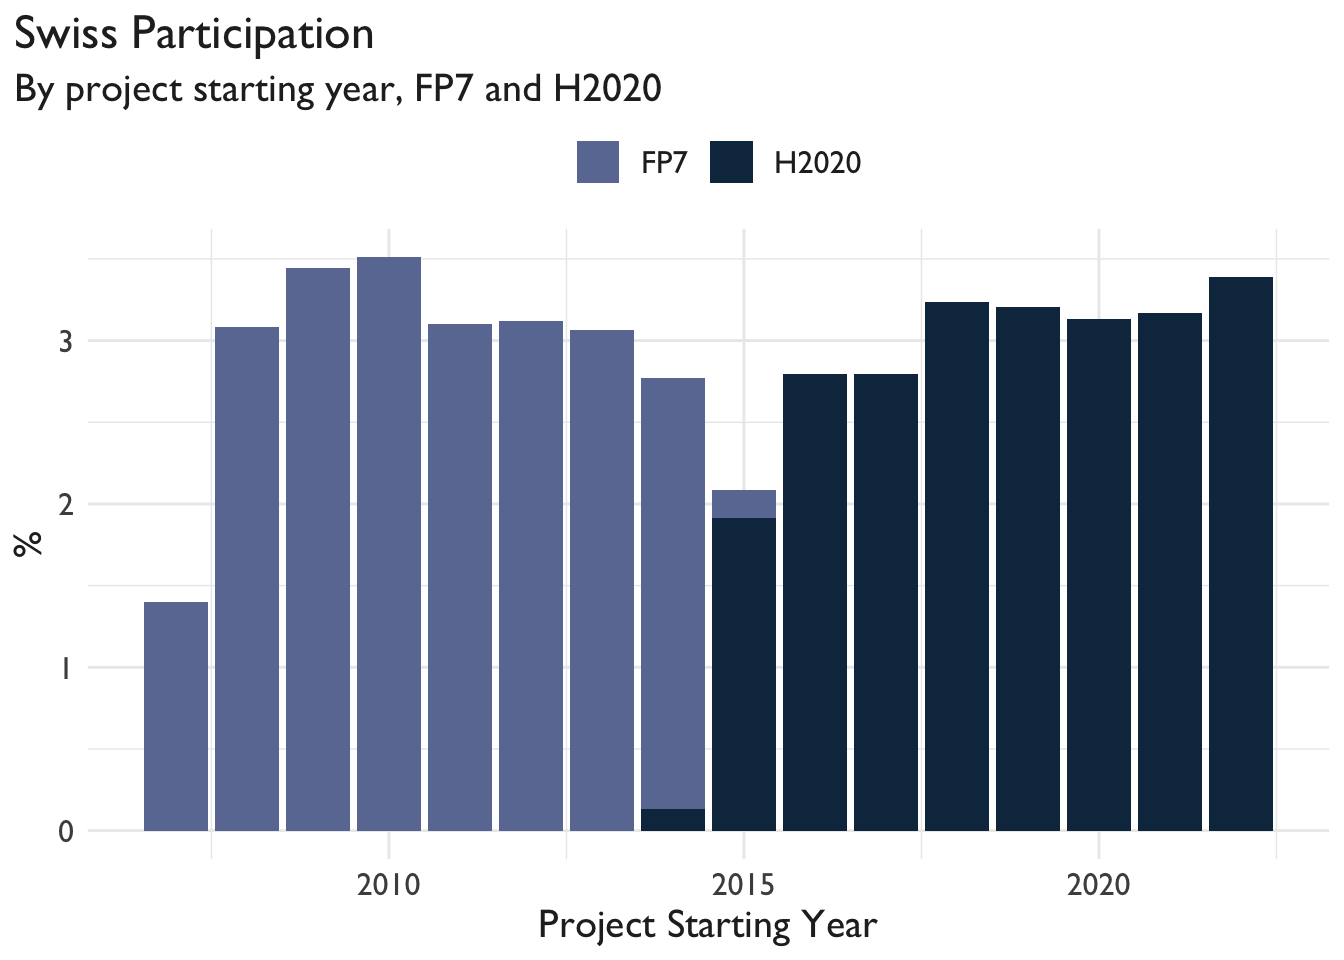 Swiss Participation
By project starting year, FP7 and H2020
FP7 H2020
3
2
1
0
%
2010 2015 2020
Project Starting Year